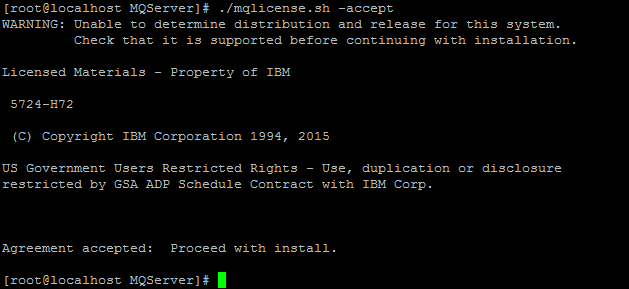 [root@localhost MQServer]# ./mqlicense.sh -accept
WARNING: Unable to determine distribution and release for this system.
Check that it is supported before continuing with installation.
Licensed Materials - Property of IBM
5724-H72
(C) Copyright IBM Corporation 1994, 2015
US Government Users Restricted Rights - Use, duplication or disclosure
restricted by GSA ADP Schedule Contract with IBM Corp.
Agreement accepted:  Proceed with install.
[root@localhost MQServer]#